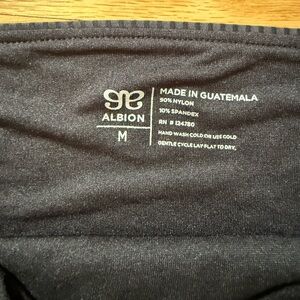 ALBION
M
MADE IN GUATEMALA
90% NYLON
10% SPANDEX
RN # 124780
HAND WASH COLD OR USE COLD
GENTLE CYCLE LAY FLAT TO DRY.